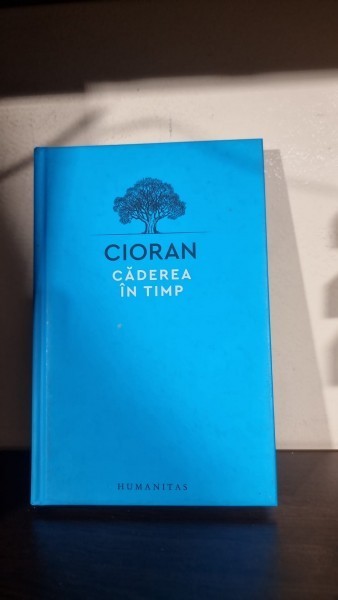 CIORAN
CĂDEREA
ÎN TIMP
HUMANITAS